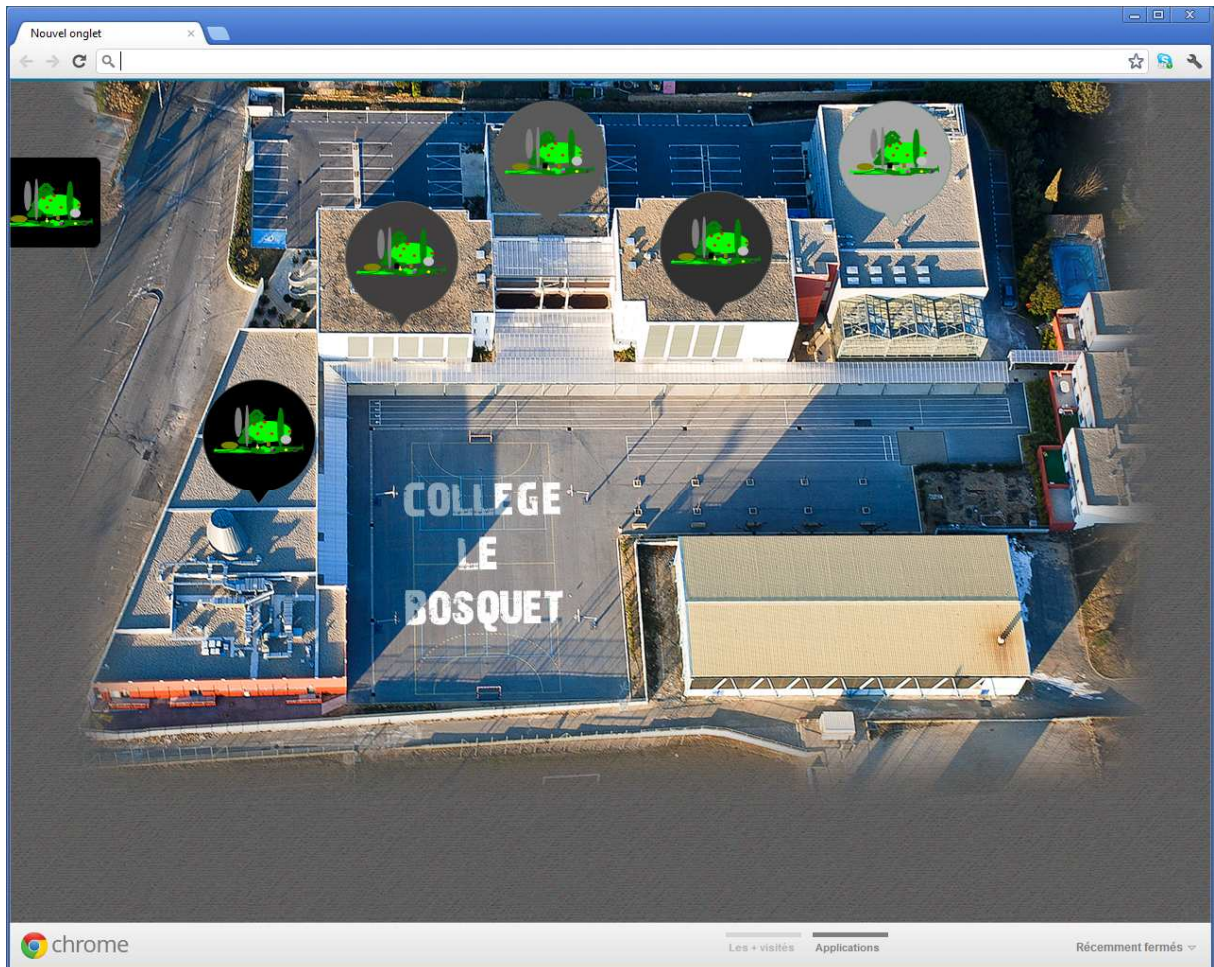 Nouvel onglet
COLLEGE
LE
BOSQUET
chrome
Les + visités
Applications
Récemment fermés